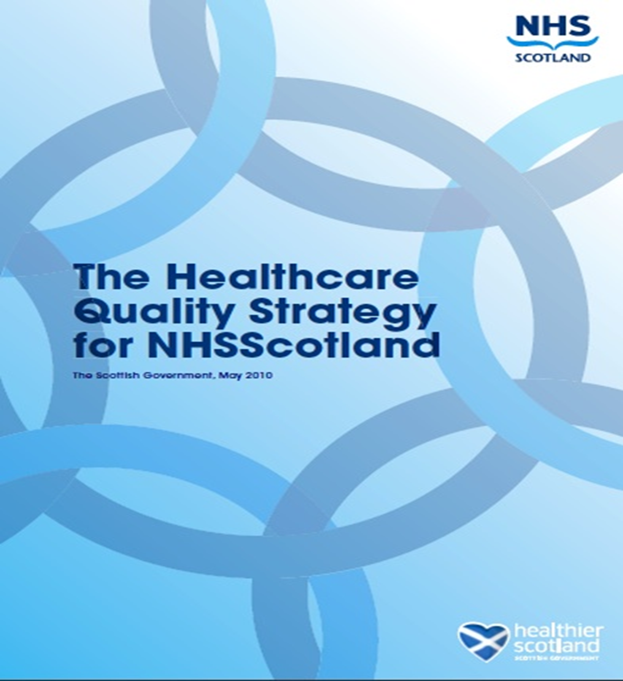 NHS
SCOTLAND
The Healthcare
Quality Strategy
for NHSScotland
The Scottish Government, May 2010
healthier
scotland
SCOTTISH GOVERNMENT